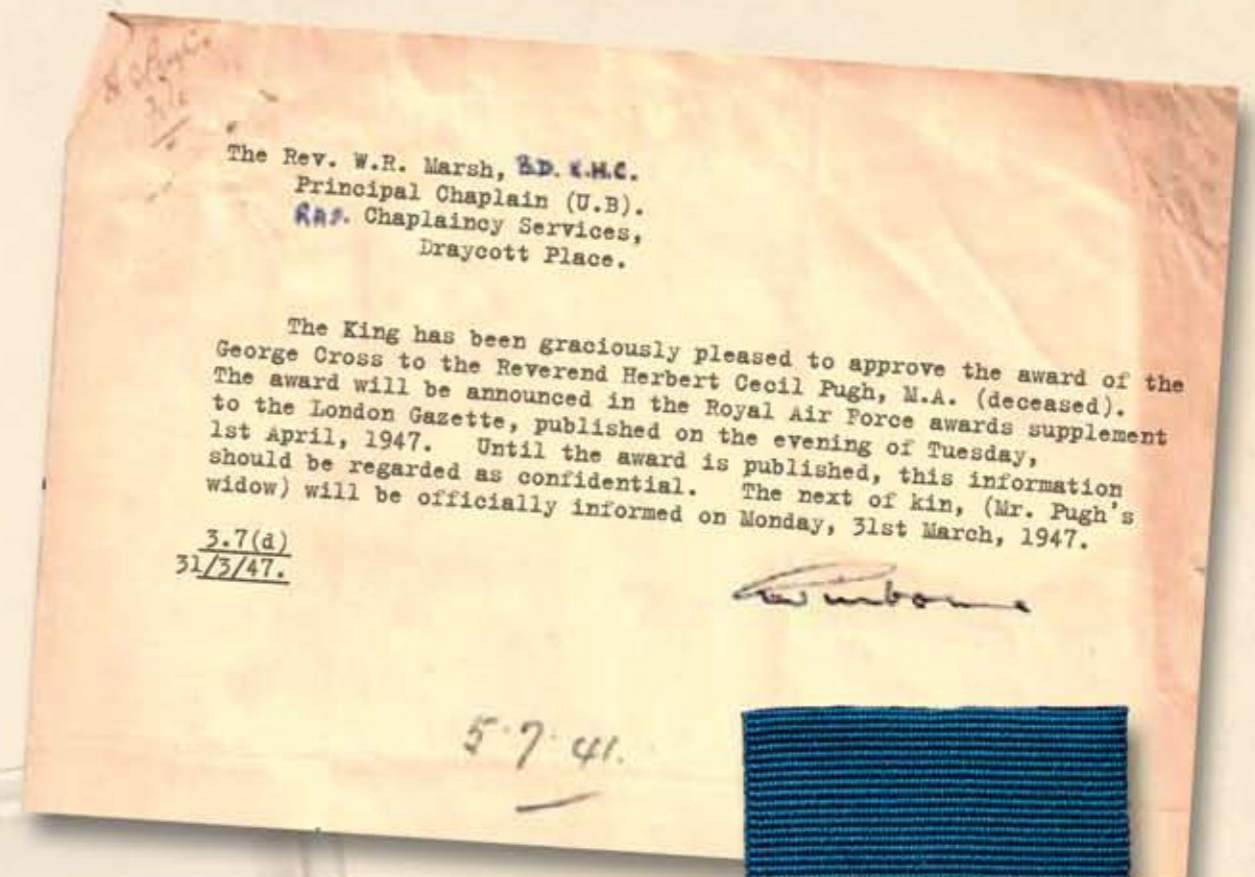 The Rev. W.R. Marsh, B.D. K.H.C.
Principal Chaplain (U.B).
RAF. Chaplaincy Services,
Draycott Place.
The King has been graciously pleased to approve the award of the
George Cross to the Reverend Herbert Cecil Pugh, M.A. (deceased).
The award will be announced in the Royal Air Force awards supplement
to the London Gazette, published on the evening of Tuesday,
1st April, 1947. Until the award is published, this information
should be regarded as confidential. The next of kin, (Mr. Pugh's
widow) will be officially informed on Monday, 31st March, 1947.
3.7(d)
31/3/47.
5.7.41.